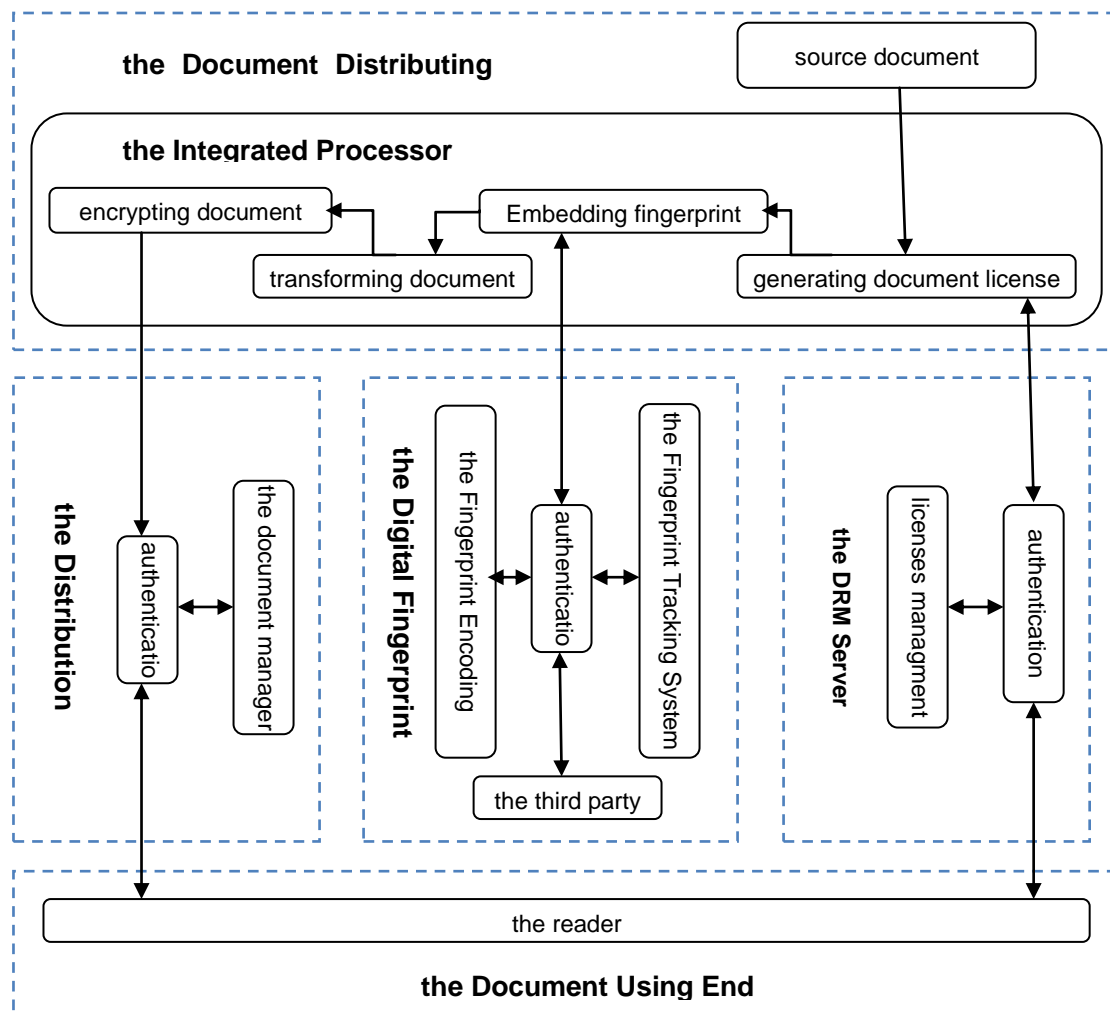 the Document Distributing
source document
the Integrated Processor
encrypting document
Embedding fingerprint
transforming document
generating document license
the Distribution
authenticatio
the document manager
the Digital Fingerprint
the Fingerprint Encoding
authenticatio
the Fingerprint Tracking System
the third party
the DRM Server
licenses managment
authentication
the reader
the Document Using End